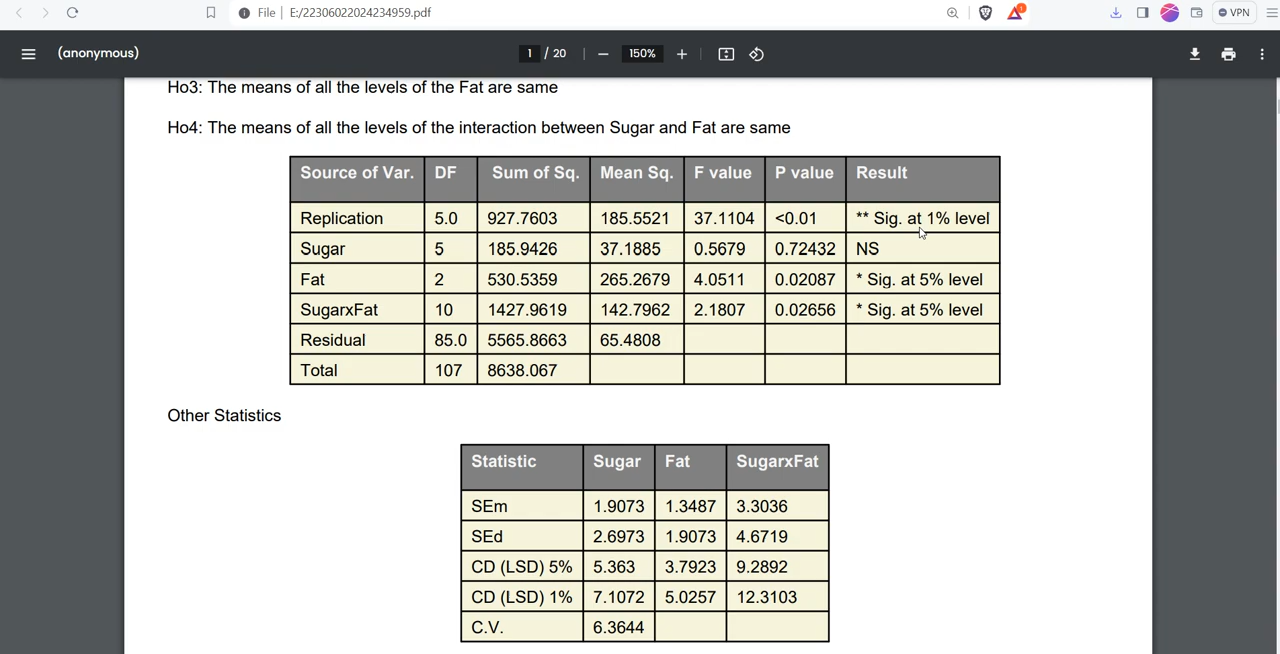 File | E:/22306022024234959.pdf
1
VPN
(anonymous)
1 / 20
150%
Ho3: The means of all the levels of the Fat are same
Ho4: The means of all the levels of the interaction between Sugar and Fat are same
Source of Var. DF Sum of Sq. Mean Sq. F value P value Result
Replication 5.0 927.7603 185.5521 37.1104 <0.01 ** Sig. at 1% level
Sugar 5 185.9426 37.1885 0.5679 0.72432 NS
Fat 2 530.5359 265.2679 4.0511 0.02087 * Sig. at 5% level
SugarxFat 10 1427.9619 142.7962 2.1807 0.02656 * Sig. at 5% level
Residual 85.0 5565.8663 65.4808
Total 107 8638.067
Other Statistics
Statistic Sugar Fat SugarxFat
SEm 1.9073 1.3487 3.3036
SEd 2.6973 1.9073 4.6719
CD (LSD) 5% 5.363 3.7923 9.2892
CD (LSD) 1% 7.1072 5.0257 12.3103
C.V. 6.3644